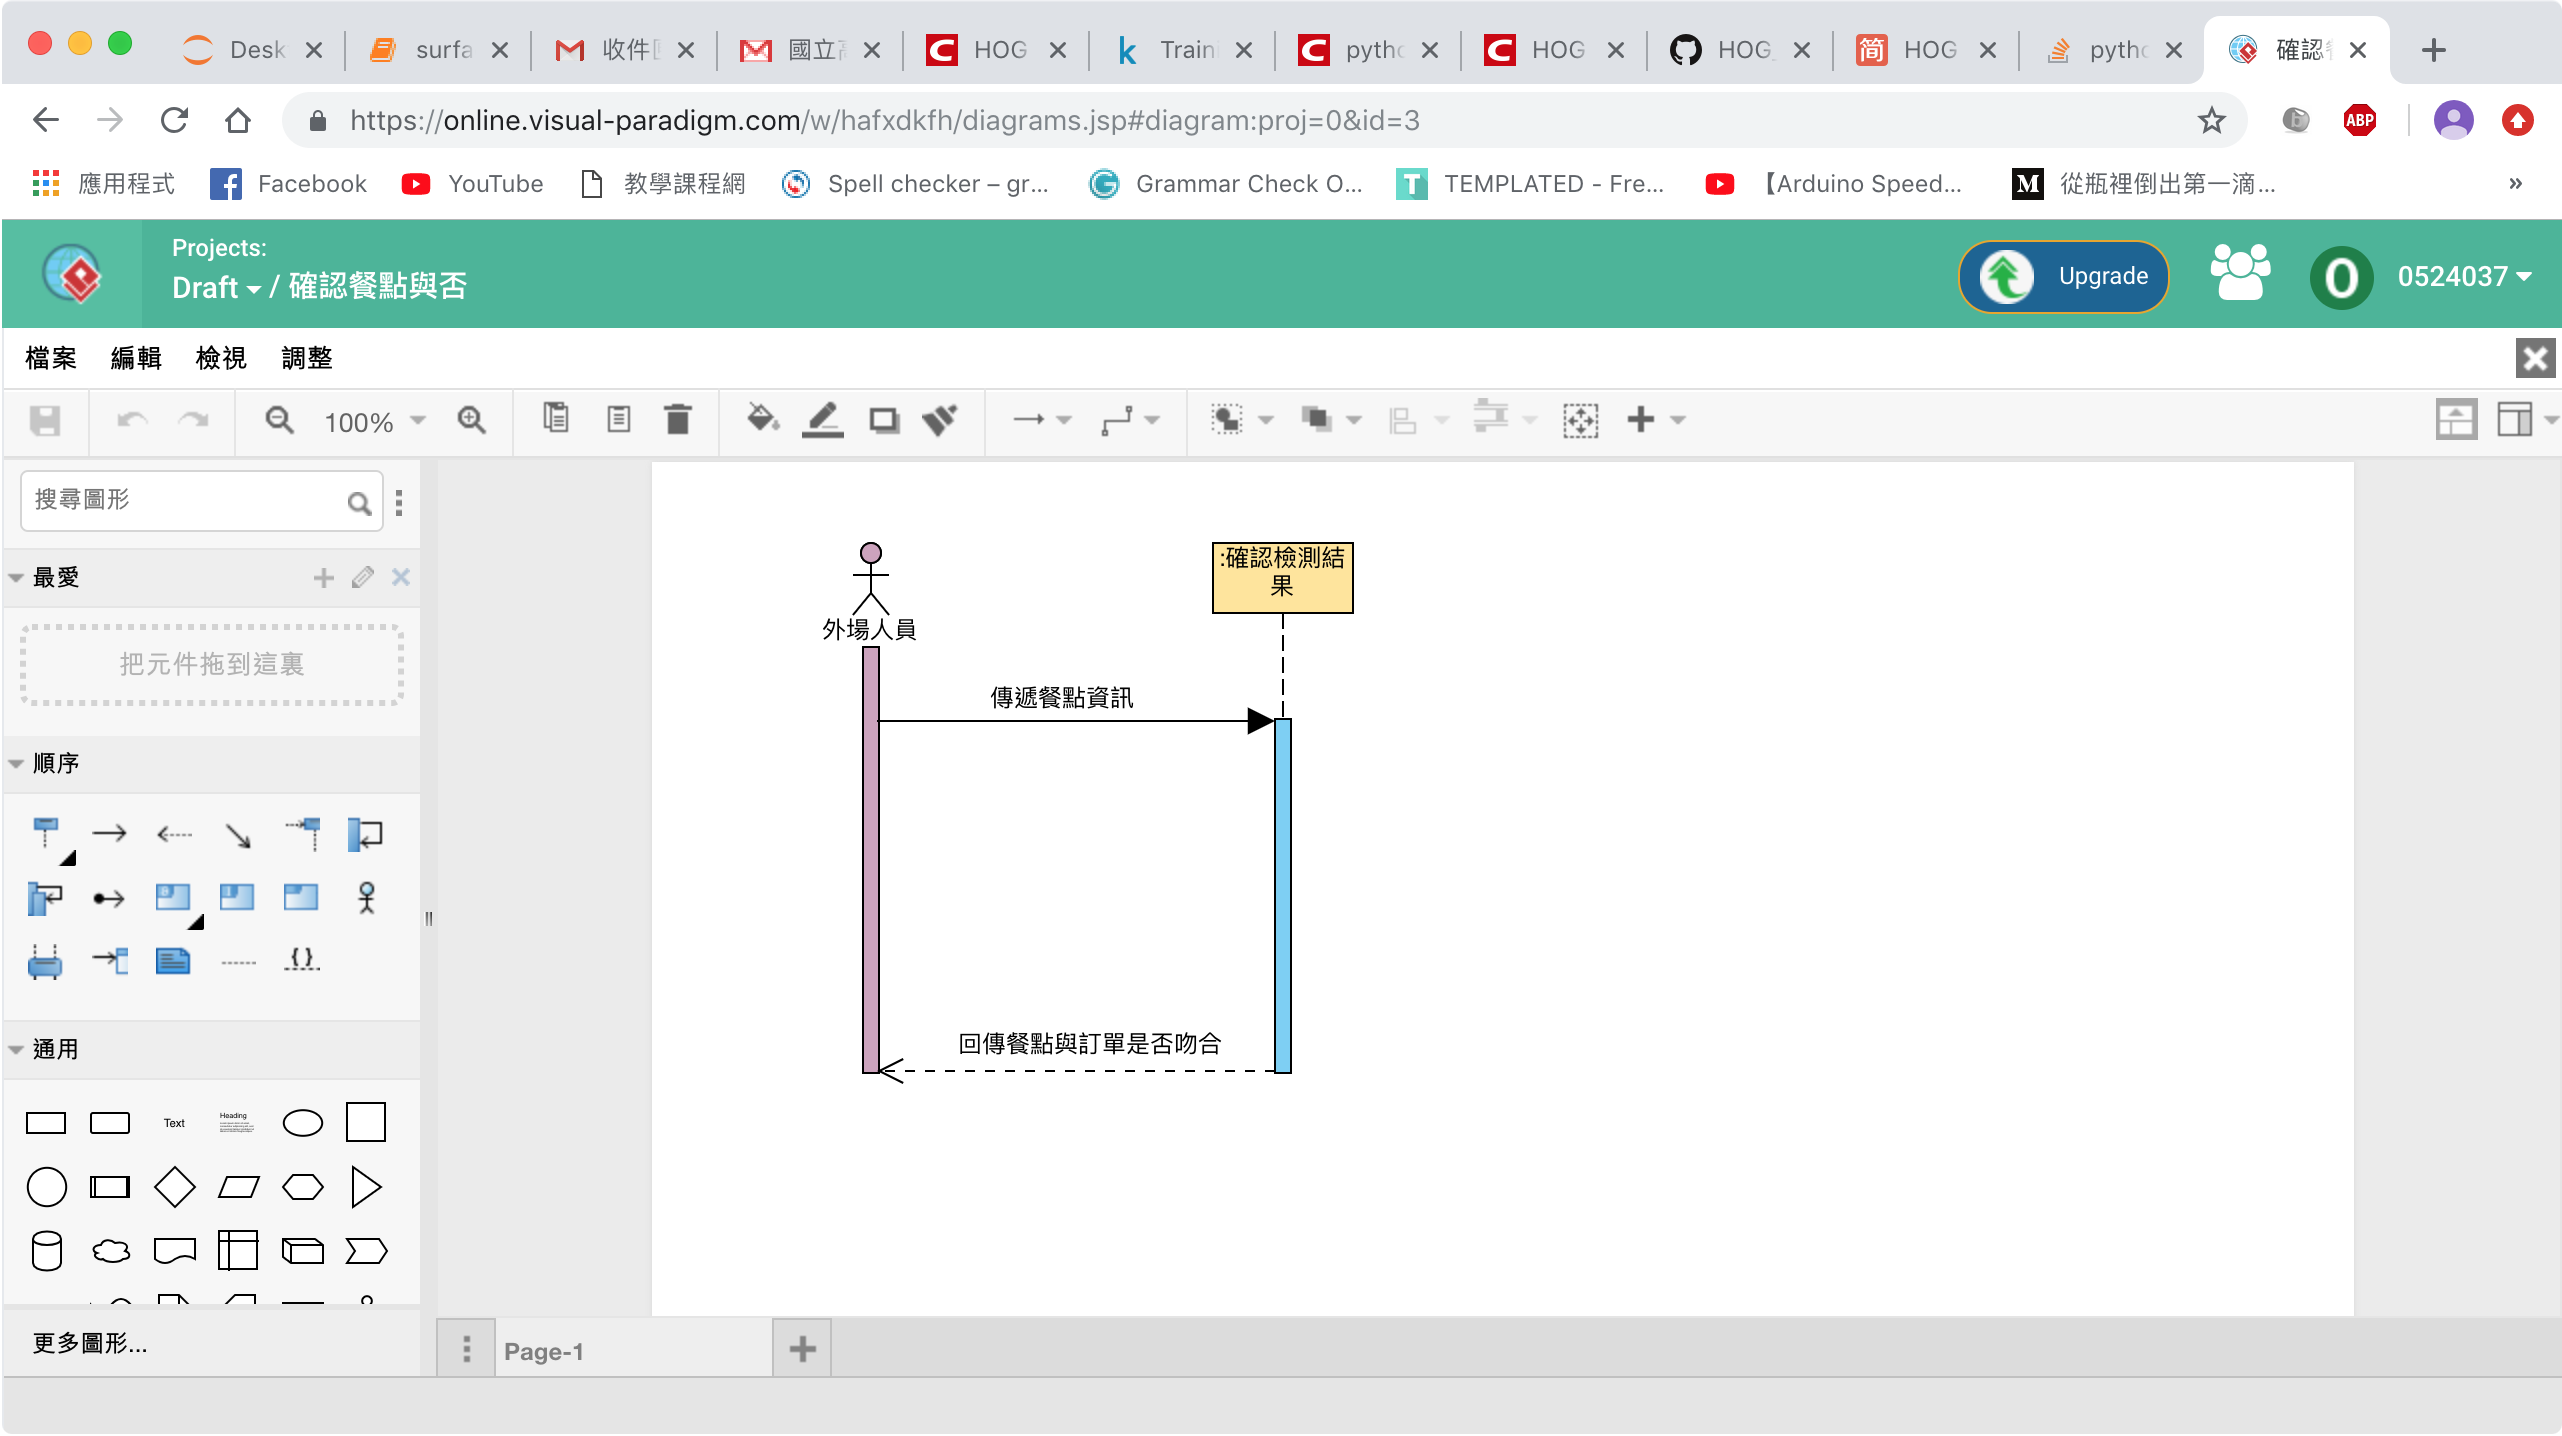 Desk
surfa
收件
國立
HOG
Traini
pytho
HOG
HOG_
HOG
pytho
確認
https://online.visual-paradigm.com/w/hafxdkfh/diagrams.jsp#diagram:proj=0&id=3
ABP
應用程式
Facebook
YouTube
教學課程網
Spell checker – gr...
Grammar Check O...
TEMPLATED - Fre...
【Arduino Speed...
從瓶裡倒出第一滴...
»
Projects:
Draft / 確認餐點與否
Upgrade
0
0524037
檔案 編輯 檢視 調整
100%
搜尋圖形
最愛
把元件拖到這裏
順序
通用
Text
Heading
更多圖形...
:確認檢測結
果
外場人員
傳遞餐點資訊
回傳餐點與訂單是否吻合
Page-1